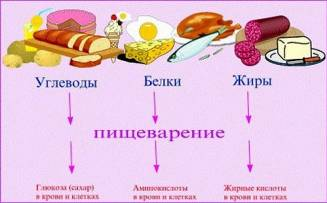 Углеводы Белки Жиры
пищеварение
Глюкоза (сахар) Аминокислоты Жирные кислоты
в крови и клетках в крови и клетках в крови и клетках